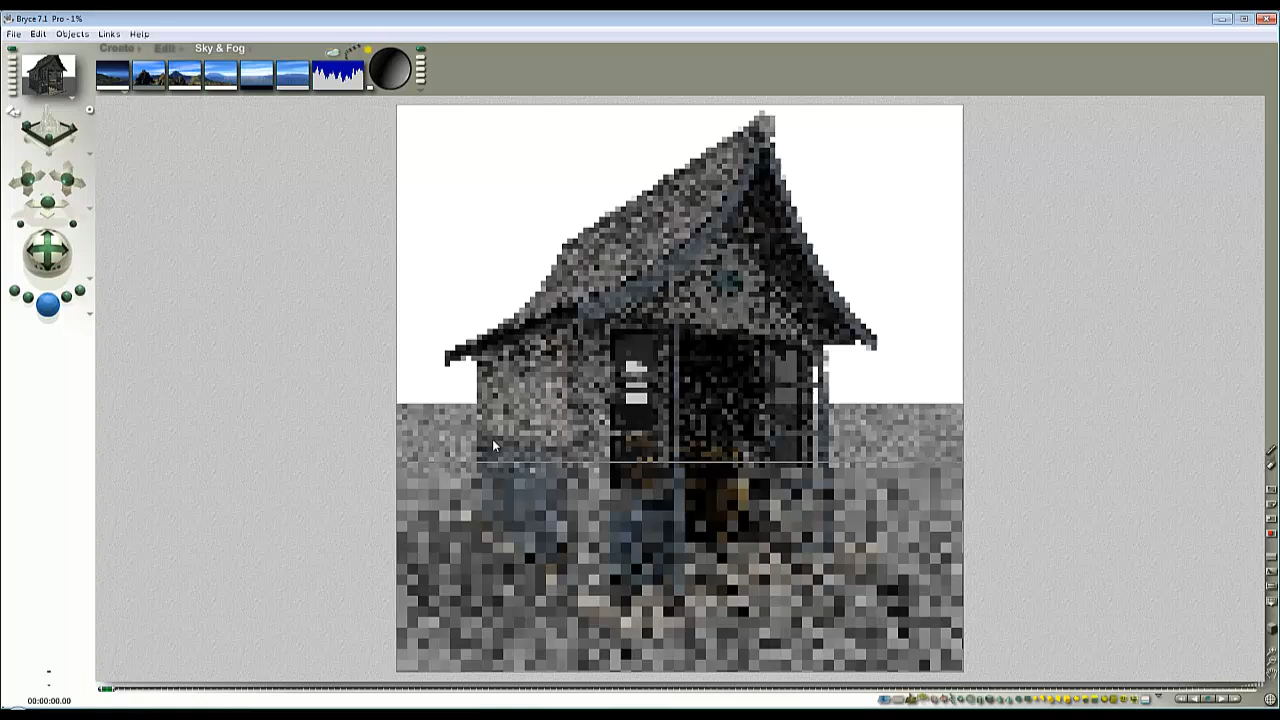 Bryce 7.1 Pro - 1%
File Edit Objects Links Help
Create Edit Sky & Fog
00:00:00.00